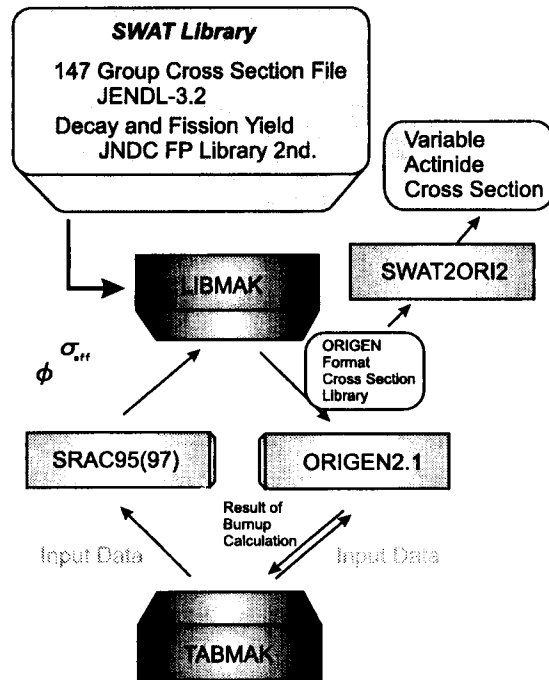 SWAT Library
147 Group Cross Section File
JENDL-3.2
Decay and Fission Yield
JNDC FP Library 2nd.
Variable
Actinide
Cross Section
SWAT2ORI2
LIBMAK
ORIGEN
Format
Cross Section
Library
ϕ σeff
SRAC95(97)
ORIGEN2.1
Result of
Burnup
Calculation
Input Data
Input Data
TABMAK